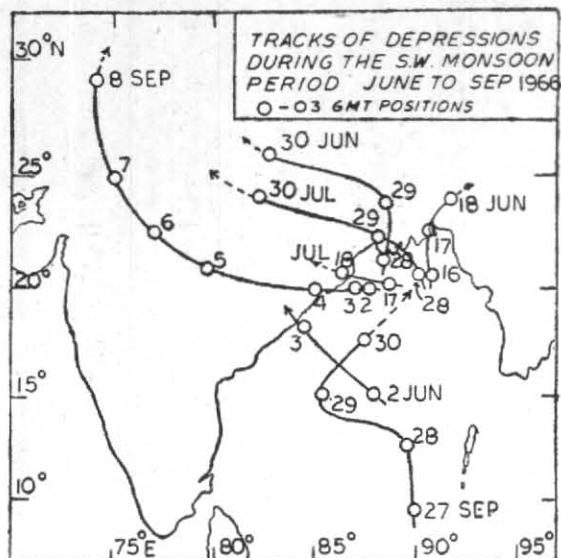 TRACKS OF DEPRESSIONS
DURING THE S.W. MONSOON
PERIOD JUNE TO SEP 1966
O - 03 GMT POSITIONS
30°N
8 SEP
30 JUN
25°
7
30 JUL
29
18 JUN
29
17
6
5
JUL 18
28
16
20°
4
32
17
28
3
30
15°
29
2 JUN
28
10°
27 SEP
75°E
80°
85°
90°
95°